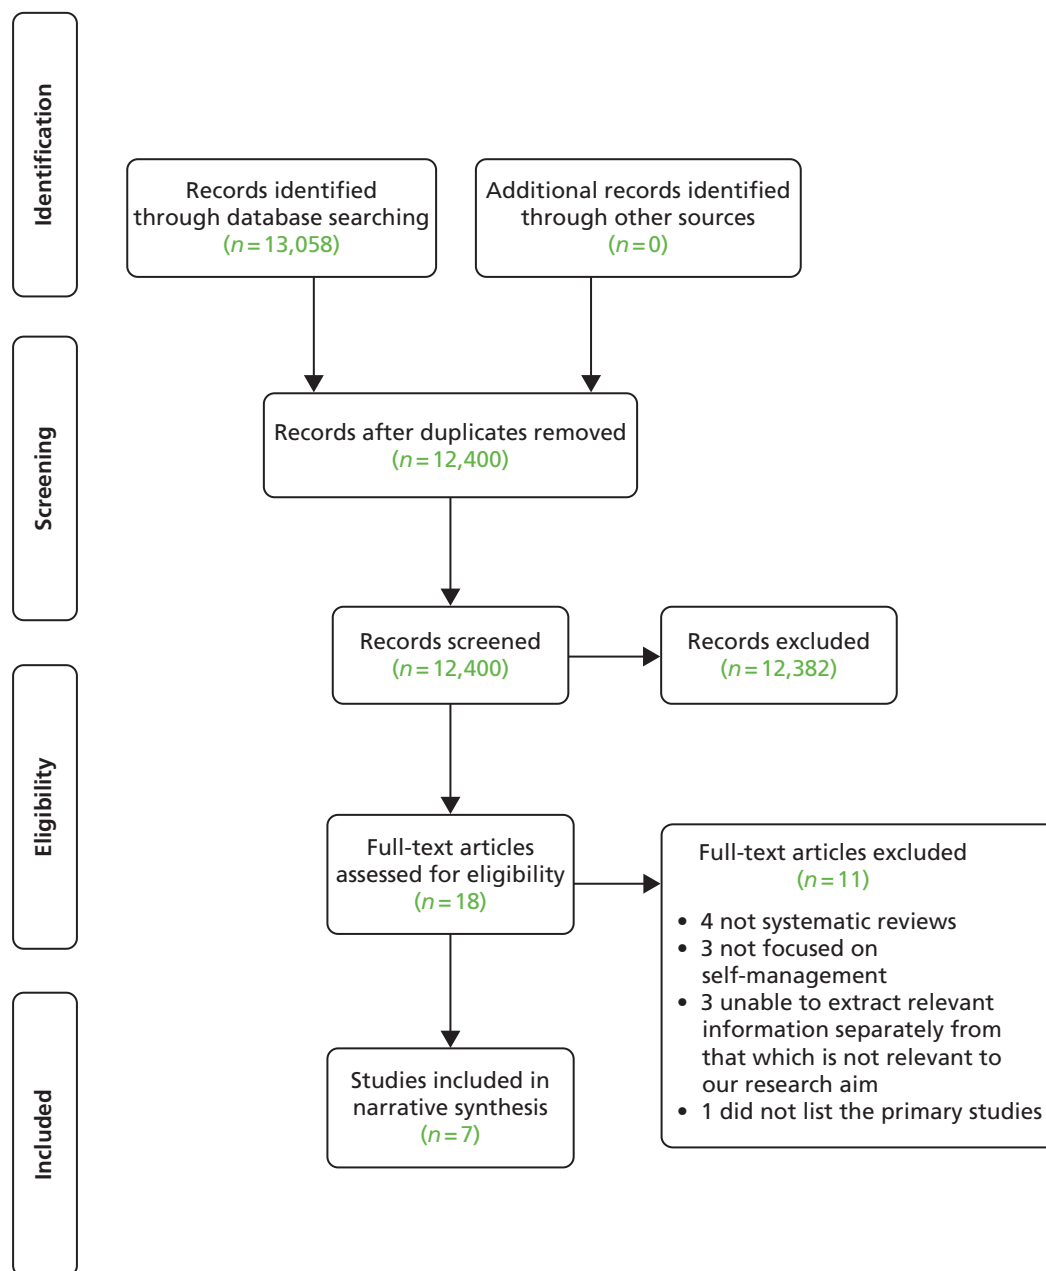 Identification
Records identified
through database searching
(n=13,058)
Additional records identified
through other sources
(n=0)
Screening
Records after duplicates removed
(n=12,400)
Records screened
(n=12,400)
Records excluded
(n=12,382)
Eligibility
Full-text articles
assessed for eligibility
(n=18)
Full-text articles excluded
(n=11)
• 4 not systematic reviews
• 3 not focused on
self-management
• 3 unable to extract relevant
information separately from
that which is not relevant to
our research aim
• 1 did not list the primary studies
Included
Studies included in
narrative synthesis
(n=7)